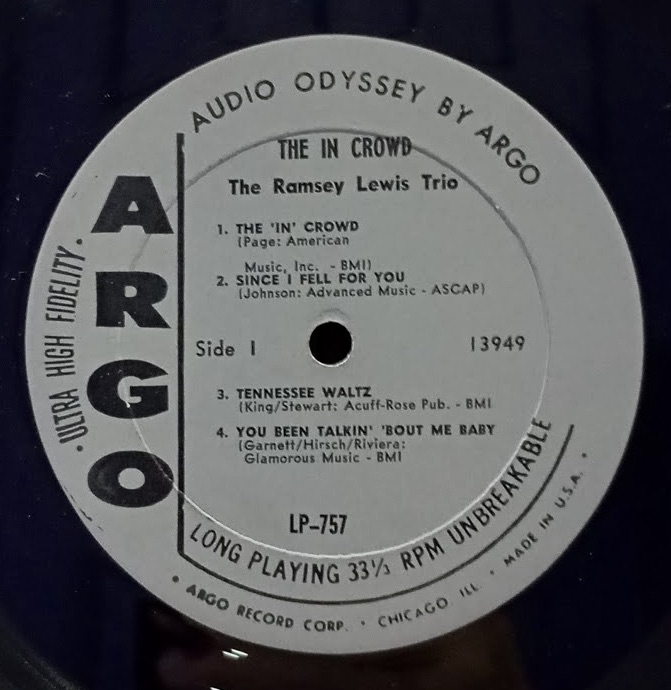 AUDIO ODYSSEY BY ARGO
THE IN CROWD
The Ramsey Lewis Trio
ARGO
·ULTRA HIGH FIDELITY·
1. THE 'IN' CROWD
(Page: American
Music, Inc. - BMI)
2. SINCE I FELL FOR YOU
(Johnson: Advanced Music - ASCAP)
Side 1
13949
3. TENNESSEE WALTZ
(King/Stewart: Acuff-Rose Pub. - BMI
4. YOU BEEN TALKIN' 'BOUT ME BABY
(Garnett/Hirsch/Riviera:
Glamorous Music - BMI
LP-757
LONG PLAYING 33⅓ RPM UNBREAKABLE
· ARGO RECORD CORP. · CHICAGO, ILL · MADE IN U.S.A. ·